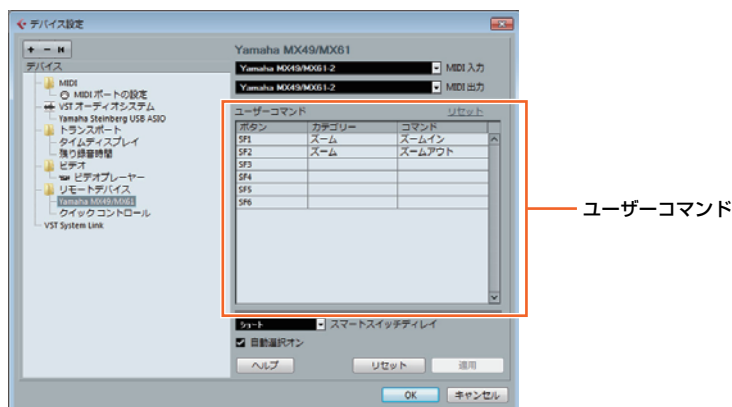 デバイス設定
+ - |◀
Yamaha MX49/MX61
デバイス
Yamaha MX49/MX61-2 MIDI 入力
Yamaha MX49/MX61-2 MIDI 出力
MIDI
MIDI ポートの設定
VST オーディオシステム
Yamaha Steinberg USB ASIO
トランスポート
タイムディスプレイ
残り録音時間
ビデオ
ビデオプレーヤー
リモートデバイス
Yamaha MX49/MX61
クイックコントロール
VST System Link
ユーザーコマンド リセット
ボタン カテゴリー コマンド
SF1 ズーム ズームイン
SF2 ズーム ズームアウト
SF3
SF4
SF5
SF6
ユーザーコマンド
ショート スマートスイッチディレイ
自動選択オン
ヘルプ リセット 適用
OK キャンセル